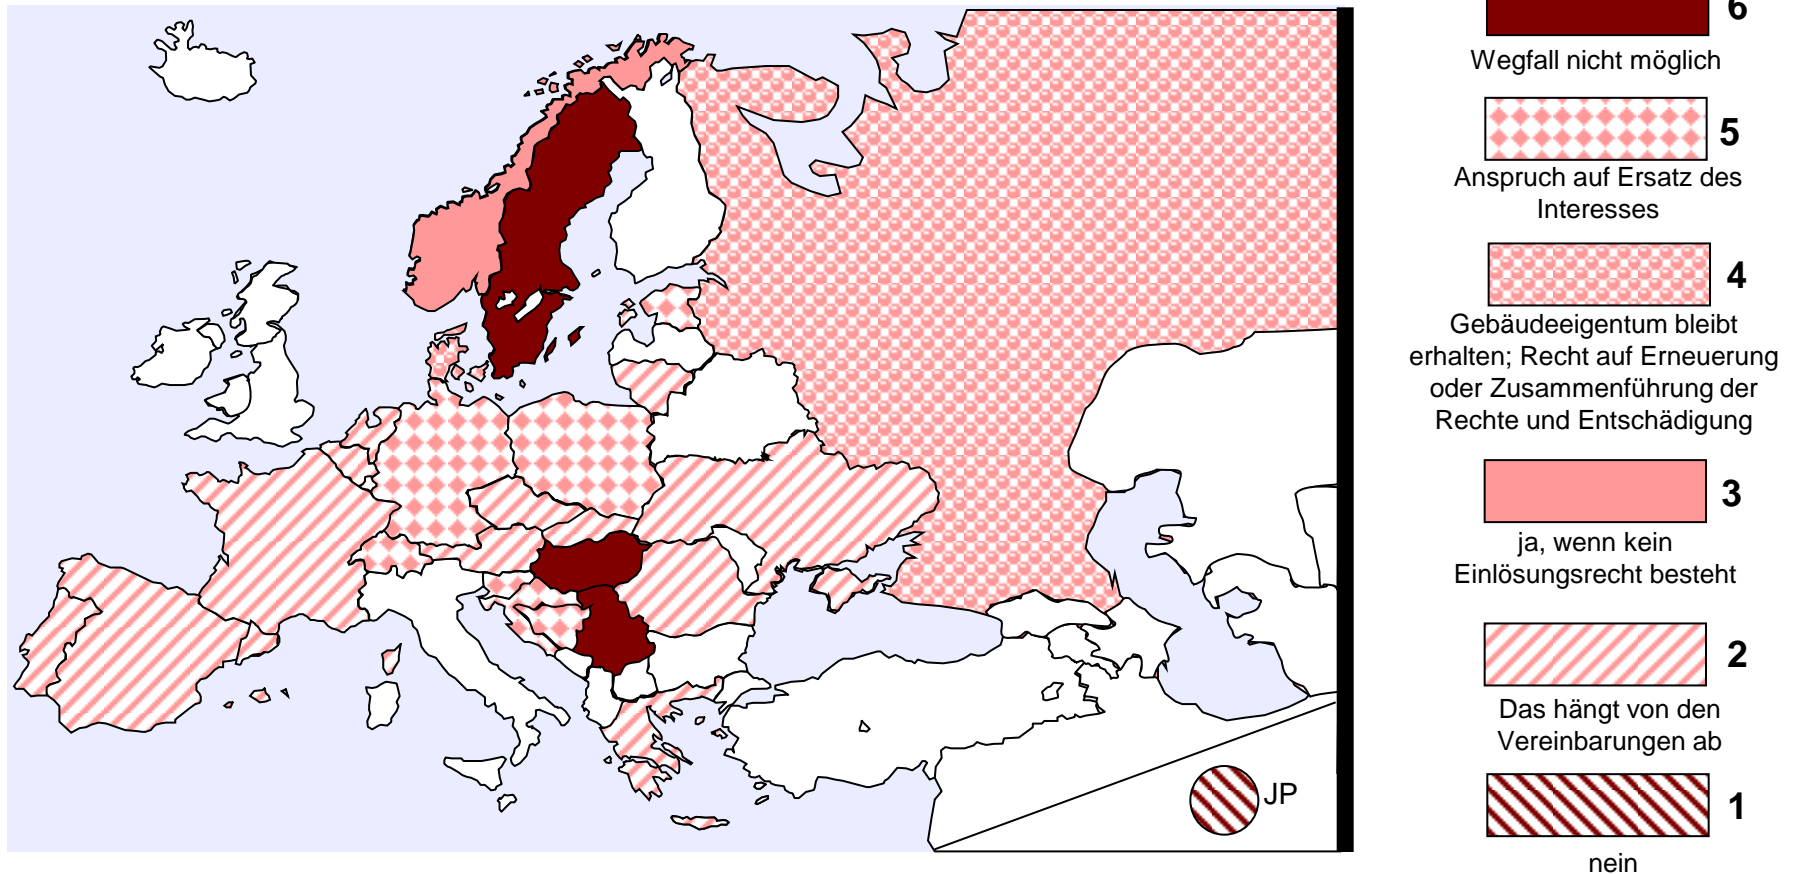 6
Wegfall nicht möglich
5
Anspruch auf Ersatz des
Interesses
4
Gebäudeeigentum bleibt
erhalten; Recht auf Erneuerung
oder Zusammenführung der
Rechte und Entschädigung
3
ja, wenn kein
Einlösungsrecht besteht
2
Das hängt von den
Vereinbarungen ab
JP
1
nein